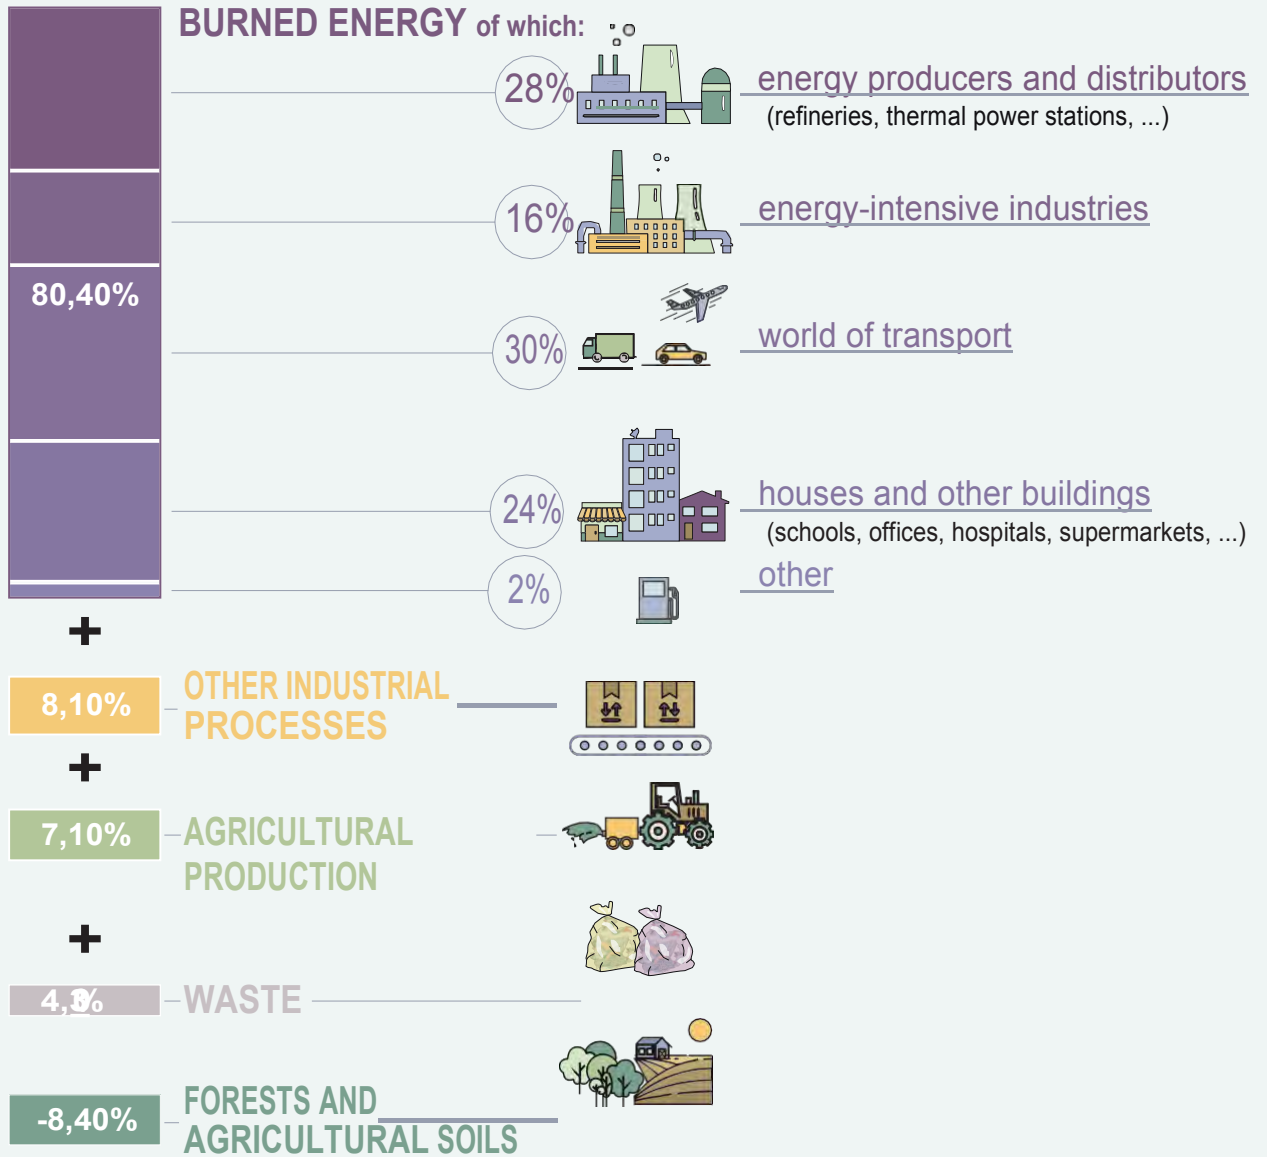 BURNED ENERGY of which:
28%
energy producers and distributors
(refineries, thermal power stations, ...)
16%
energy-intensive industries
80,40%
30%
world of transport
24%
houses and other buildings
(schools, offices, hospitals, supermarkets, ...)
2%
other
+
8,10%
OTHER INDUSTRIAL
PROCESSES
+
7,10%
AGRICULTURAL
PRODUCTION
+
WASTE
-8,40%
FORESTS AND
AGRICULTURAL SOILS